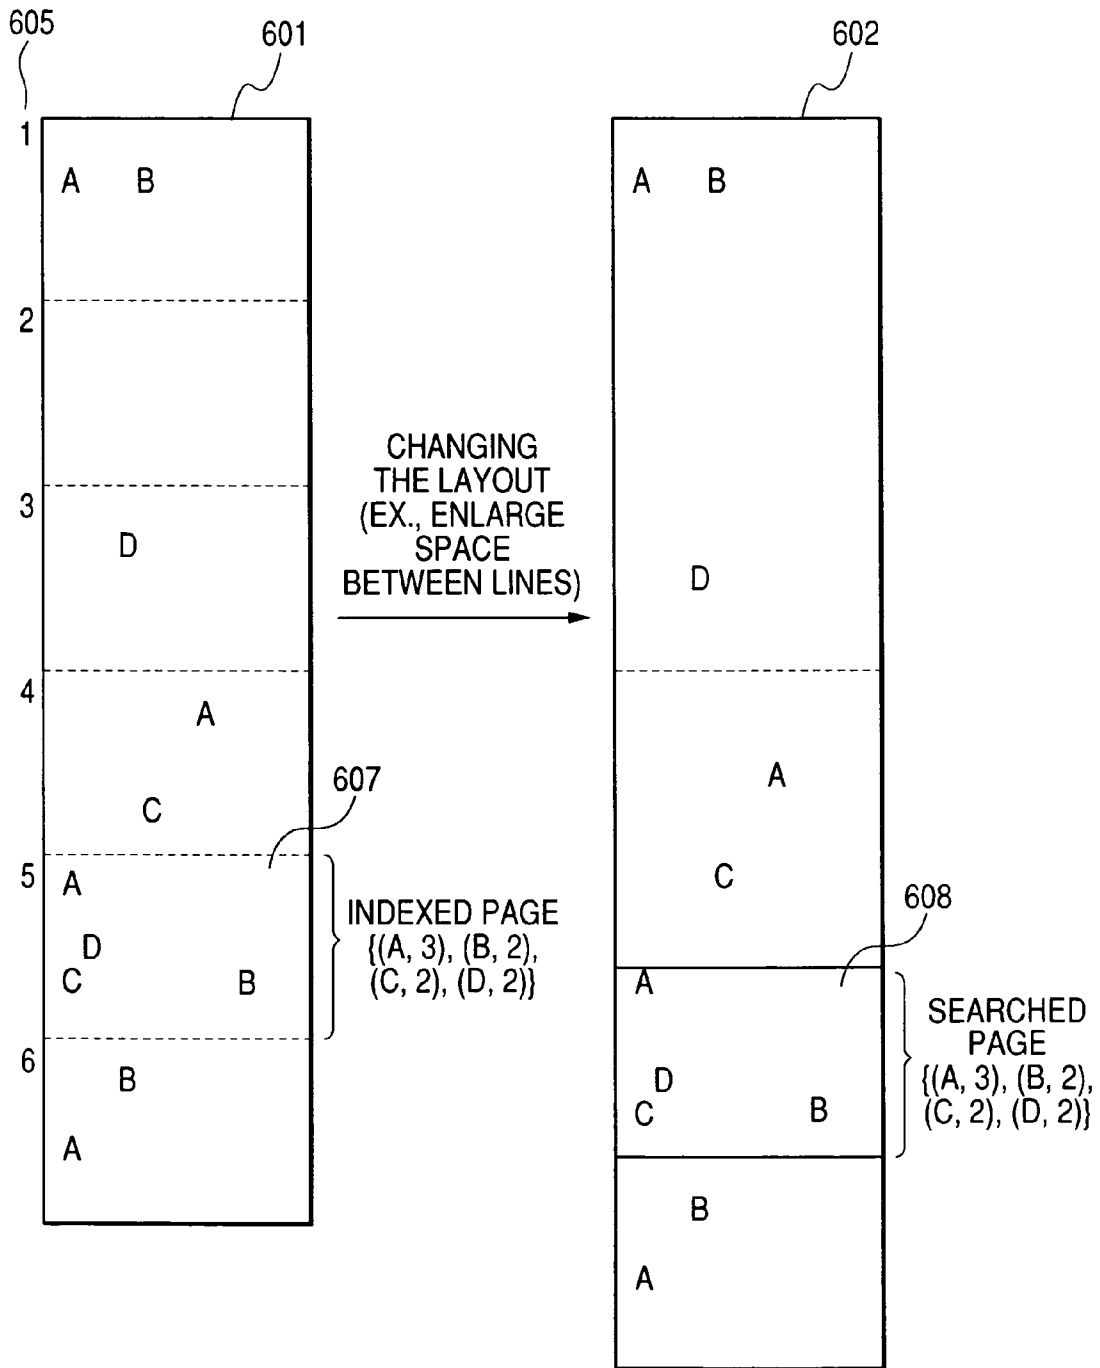 605
601
602
1
A B
A B
2
CHANGING
THE LAYOUT
(EX., ENLARGE
SPACE
BETWEEN LINES)
3
D
D
4
A
C
A
C
607
608
5
A
D
C B
INDEXED PAGE
{(A, 3), (B, 2),
(C, 2), (D, 2)}
A
D
C B
SEARCHED
PAGE
{(A, 3), (B, 2),
(C, 2), (D, 2)}
6
B
A
B
A